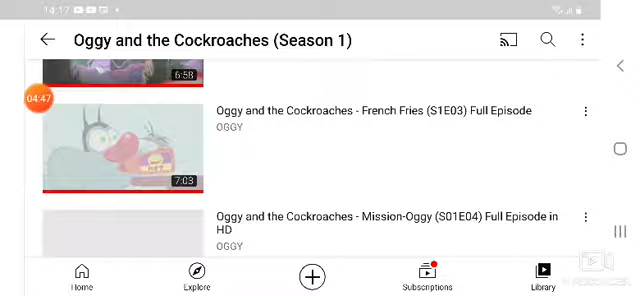 14:17
Oggy and the Cockroaches (Season 1)
6:58
04:47
Oggy and the Cockroaches - French Fries (S1E03) Full Episode
OGGY
7:03
Oggy and the Cockroaches - Mission-Oggy (S01E04) Full Episode in
HD
OGGY
Home
Explore
Subscriptions
Library